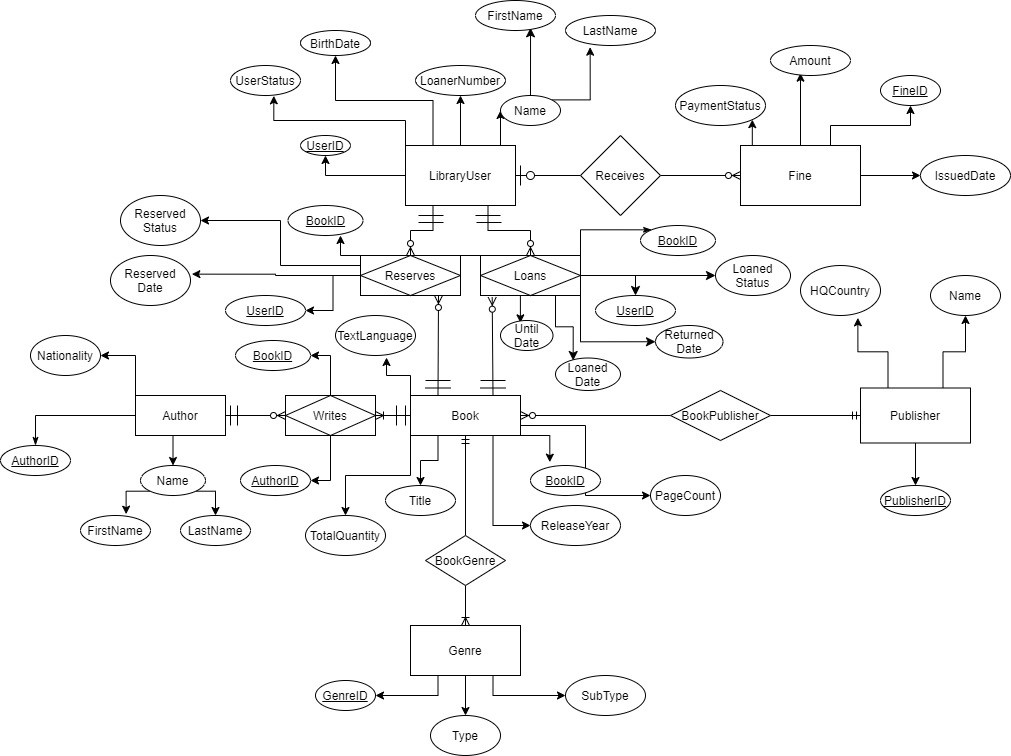 FirstName
LastName
BirthDate
Amount
UserStatus
LoanerNumber
FineID
PaymentStatus
Name
UserID
LibraryUser
Receives
Fine
IssuedDate
Reserved
Status
BookID
BookID
Reserved
Date
Reserves
Loans
Loaned
Status
HQCountry
Name
UserID
UserID
TextLanguage
Until
Date
Returned
Date
Nationality
BookID
Loaned
Date
Author
Writes
Book
BookPublisher
Publisher
AuthorID
Name
AuthorID
BookID
PageCount
PublisherID
Title
FirstName
LastName
TotalQuantity
ReleaseYear
BookGenre
Genre
GenreID
SubType
Type